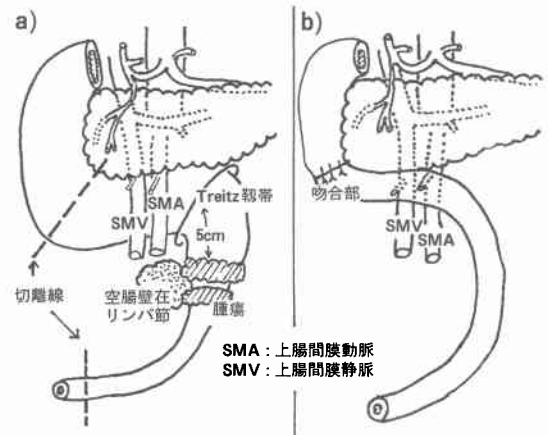 a)
SMA
SMV
Treitz靱帯
5cm
空腸壁在
リンパ節
腫瘍
切離線
b)
吻合部
SMV
SMA
SMA：上腸間膜動脈
SMV：上腸間膜静脈